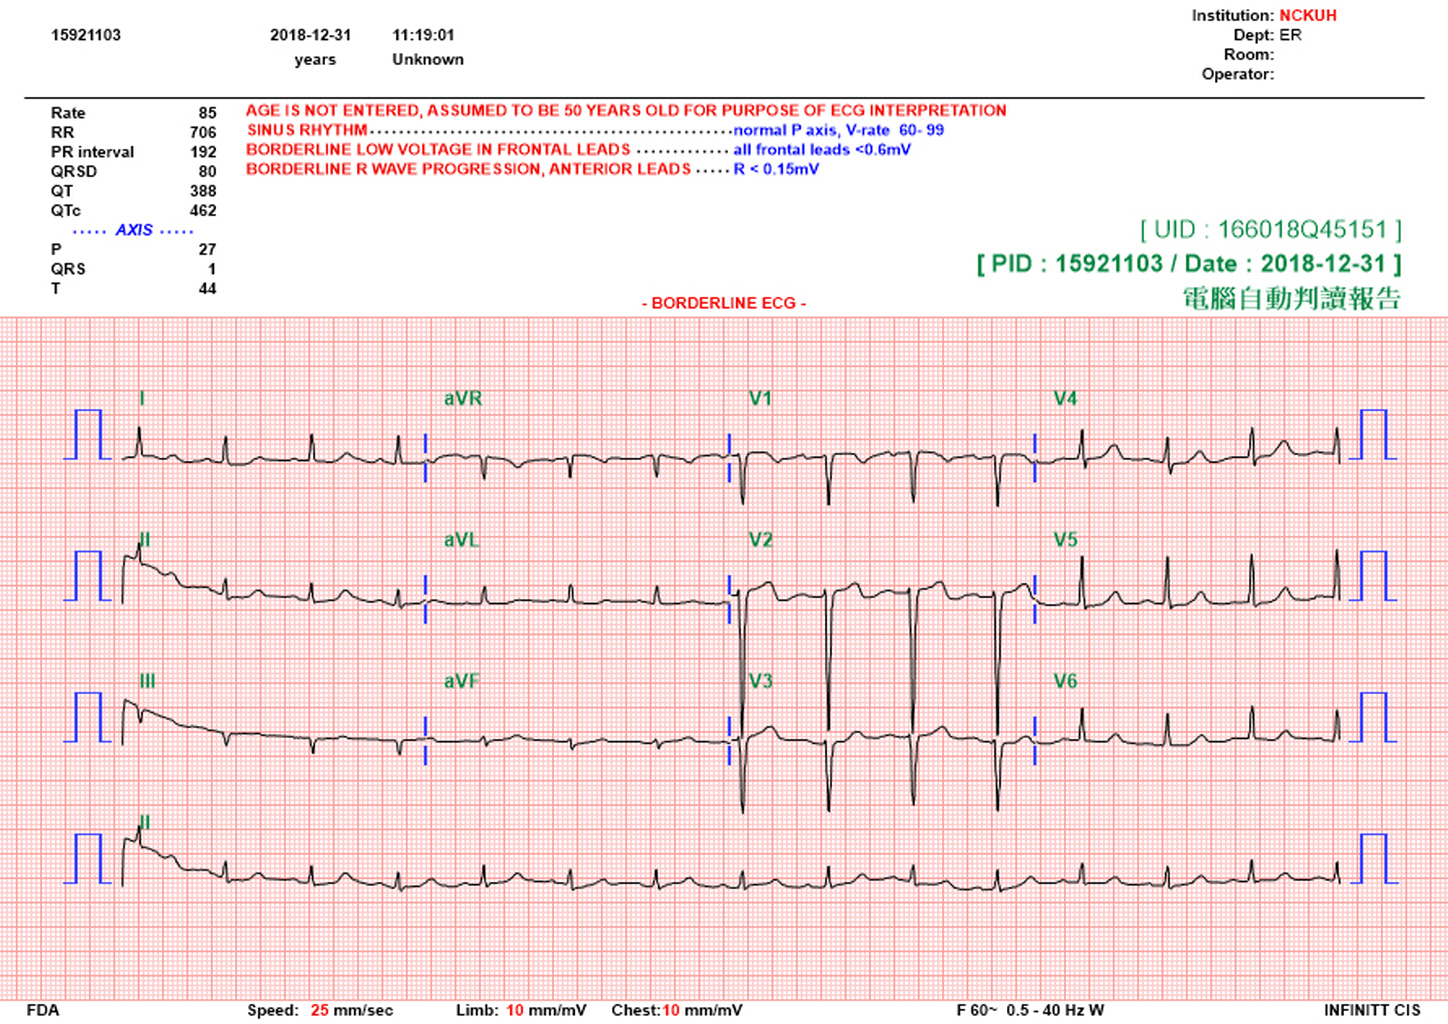 Institution: NCKUH
15921103 2018-12-31 11:19:01 Dept: ER
years Unknown Room:
Operator:
Rate 85 AGE IS NOT ENTERED, ASSUMED TO BE 50 YEARS OLD FOR PURPOSE OF ECG INTERPRETATION
RR 706 SINUS RHYTHM normal P axis, V-rate 60- 99
PR interval 192 BORDERLINE LOW VOLTAGE IN FRONTAL LEADS all frontal leads <0.6mV
QRSD 80 BORDERLINE R WAVE PROGRESSION, ANTERIOR LEADS R < 0.15mV
QT 388
QTc 462
····· AXIS ·····
[ UID : 166018Q45151 ]
P 27
[ PID : 15921103 / Date : 2018-12-31 ]
QRS 1
T 44
電腦自動判讀報告
- BORDERLINE ECG -
I aVR V1 V4
II aVL V2 V5
III aVF V3 V6
II
FDA Speed: 25 mm/sec Limb: 10 mm/mV Chest:10 mm/mV F 60~ 0.5 - 40 Hz W INFINITT CIS